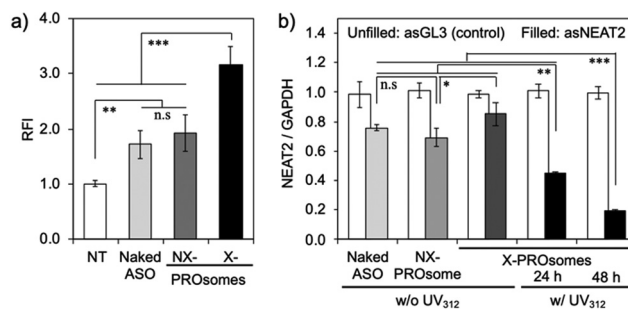 a)
RFI
4.0
3.0
2.0
1.0
0.0
***
**
n.s
NT
Naked
ASO
NX-
X-
PROsomes
b)
Unfilled: asGL3 (control)
Filled: asNEAT2
NEAT2 / GAPDH
1.4
1.2
1.0
0.8
0.6
0.4
0.2
0
n.s
*
**
***
Naked
ASO
NX-
PROsome
X-PROsomes
24 h
48 h
w/o UV312
w/ UV312